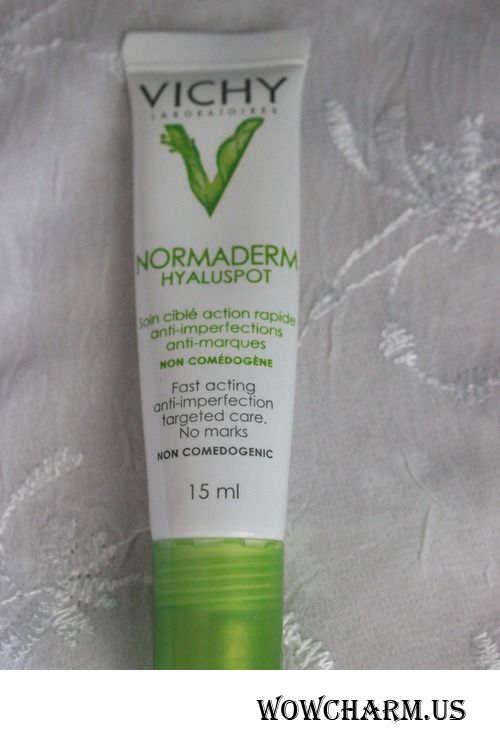 VICHY
LABORATOIRES
NORMADERM
HYALUSPOT
Soin ciblé action rapide
anti-imperfections
anti-marques
NON COMÉDOGÈNE
Fast acting
anti-imperfection
targeted care.
No marks
NON COMEDOGENIC
15 ml
WOWCHARM.US